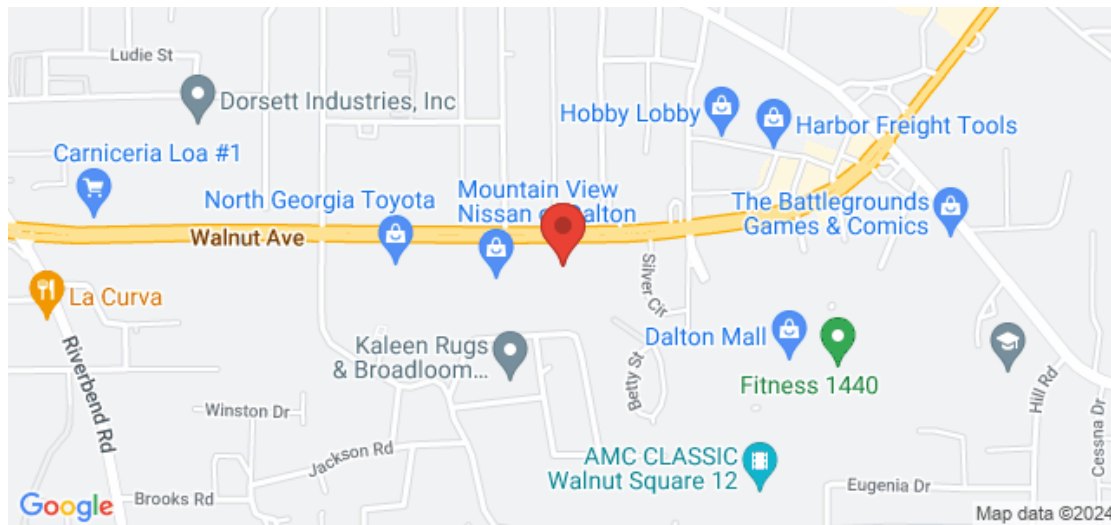 Ludie St
Dorsett Industries, Inc
Hobby Lobby
Harbor Freight Tools
Carniceria Loa #1
North Georgia Toyota
Mountain View
Nissan of Dalton
The Battlegrounds
Games & Comics
Walnut Ave
Silver Cir
La Curva
Riverbend Rd
Kaleen Rugs
& Broadloom...
Betty St
Dalton Mall
Fitness 1440
Hill Rd
Cessna Dr
Winston Dr
Jackson Rd
AMC CLASSIC
Walnut Square 12
Eugenia Dr
Brooks Rd
Google
Map data ©2024